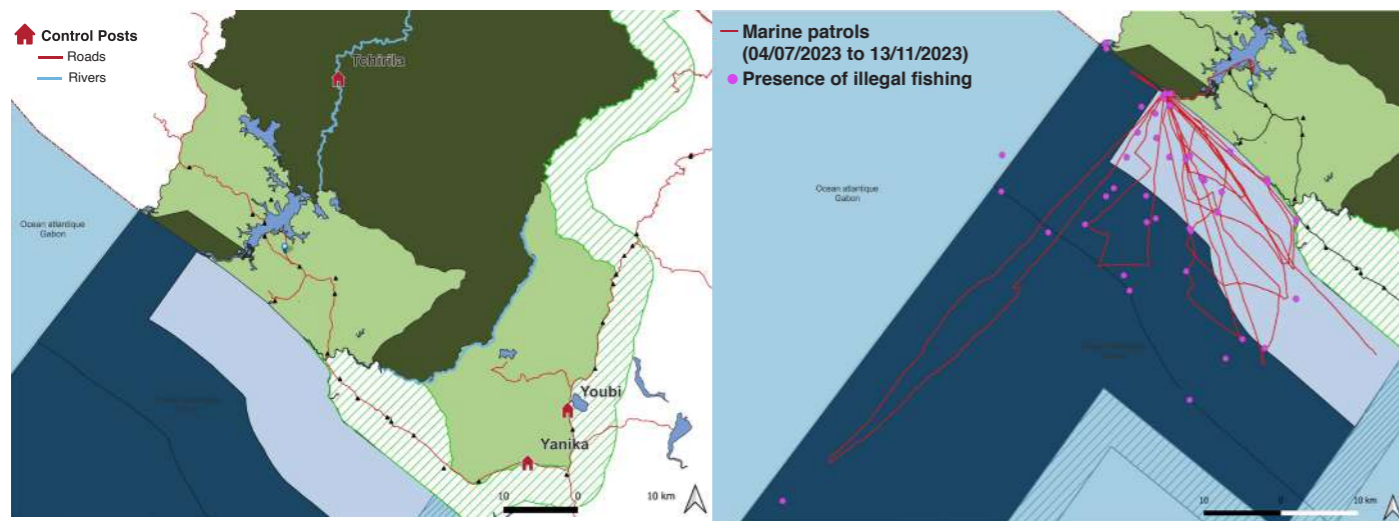 Control Posts
Roads
Rivers
Tchirila
Ocean atlantique
Gabon
Youbi
Yanika
10 0 10 km
Marine patrols
(04/07/2023 to 13/11/2023)
Presence of illegal fishing
Ocean atlantique
Gabon
10 0 10 km